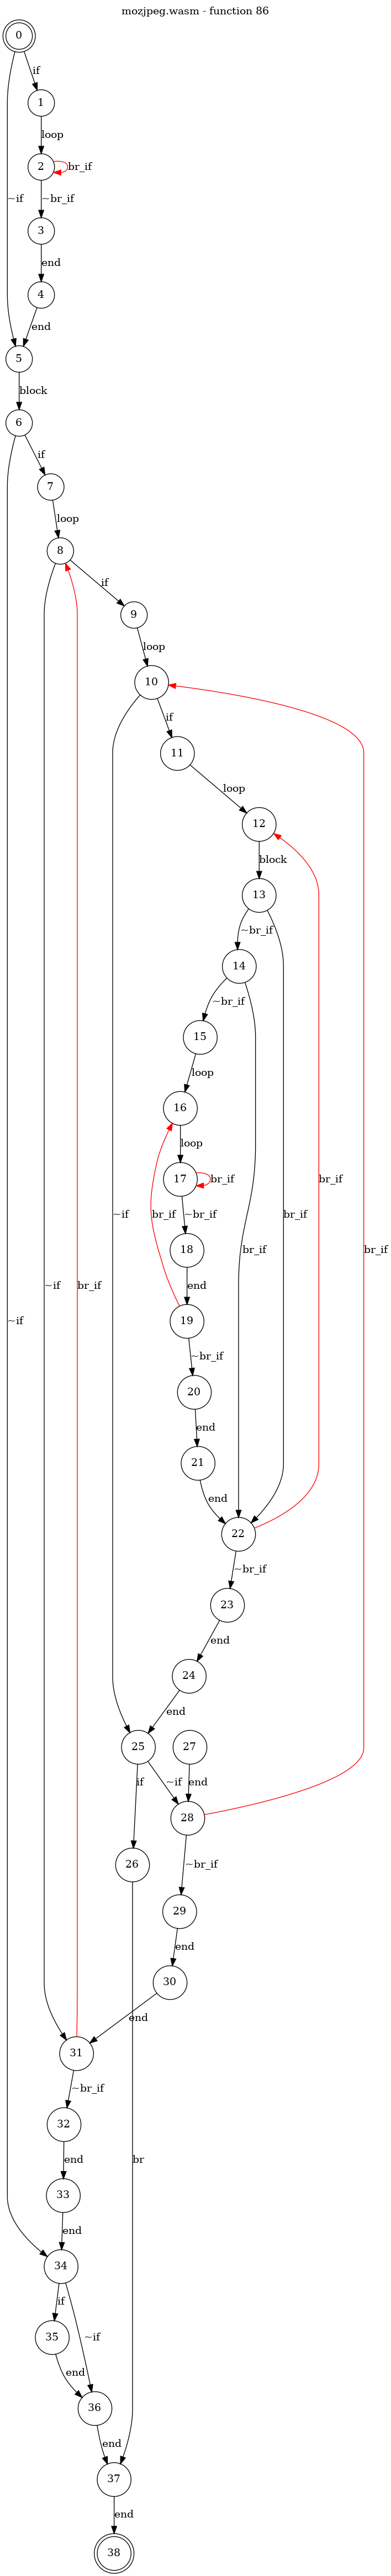 mozjpeg.wasm - function 86
0
if
1
loop
2
br_if
~if
~br_if
3
end
4
end
5
block
6
if
7
loop
8
if
9
loop
10
if
11
loop
12
block
13
~br_if
14
~br_if
15
loop
16
loop
17
br_if
~br_if
18
br_if
~if
br_if
br_if
br_if
br_if
end
~if
br_if
19
~if
~br_if
20
end
21
end
22
~br_if
23
end
24
end
25
27
if
~if
end
28
26
~br_if
29
end
30
end
31
~br_if
32
end
br
33
end
34
if
35
~if
end
36
end
37
end
38